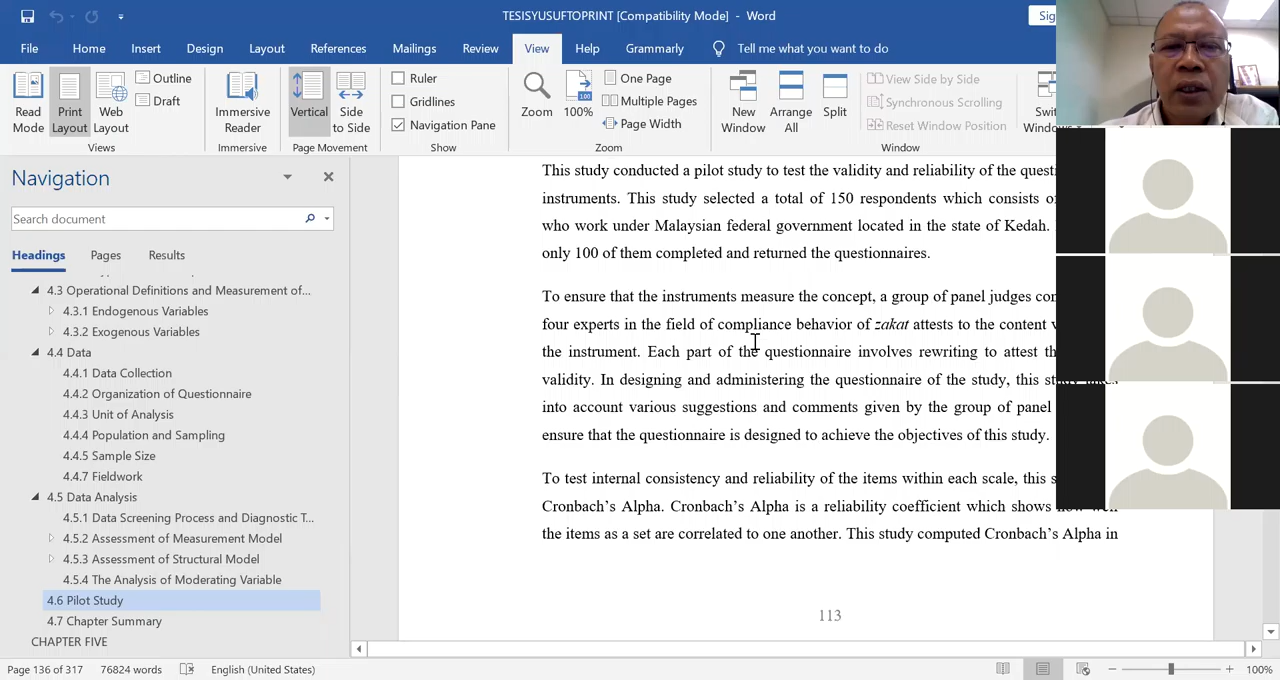 TESISYUSUFTOPRINT [Compatibility Mode] - Word
File Home Insert Design Layout References Mailings Review View Help Grammarly Tell me what you want to do
Read Mode
Print Layout
Web Layout
Outline
Draft
Views
Immersive Reader
Immersive
Vertical
Side to Side
Page Movement
Ruler
Gridlines
Navigation Pane
Show
Zoom
100
100%
One Page
Multiple Pages
Page Width
Zoom
New Window
Arrange All
Split
View Side by Side
Synchronous Scrolling
Reset Window Position
Window
Navigation
Search document
Headings Pages Results
4.3 Operational Definitions and Measurement of...
4.3.1 Endogenous Variables
4.3.2 Exogenous Variables
4.4 Data
4.4.1 Data Collection
4.4.2 Organization of Questionnaire
4.4.3 Unit of Analysis
4.4.4 Population and Sampling
4.4.5 Sample Size
4.4.7 Fieldwork
4.5 Data Analysis
4.5.1 Data Screening Process and Diagnostic T...
4.5.2 Assessment of Measurement Model
4.5.3 Assessment of Structural Model
4.5.4 The Analysis of Moderating Variable
4.6 Pilot Study
4.7 Chapter Summary
CHAPTER FIVE
This study conducted a pilot study to test the validity and reliability of the
instruments. This study selected a total of 150 respondents which consists
who work under Malaysian federal government located in the state of Kedah.
only 100 of them completed and returned the questionnaires.
To ensure that the instruments measure the concept, a group of panel judges
four experts in the field of compliance behavior of zakat attests to the content
the instrument. Each part of the questionnaire involves rewriting to attest
validity. In designing and administering the questionnaire of the study, this study takes
into account various suggestions and comments given by the group of panel
ensure that the questionnaire is designed to achieve the objectives of this study.
To test internal consistency and reliability of the items within each scale, this
Cronbach's Alpha. Cronbach's Alpha is a reliability coefficient which shows how well
the items as a set are correlated to one another. This study computed Cronbach's Alpha in
113
Page 136 of 317 76824 words English (United States) 100%